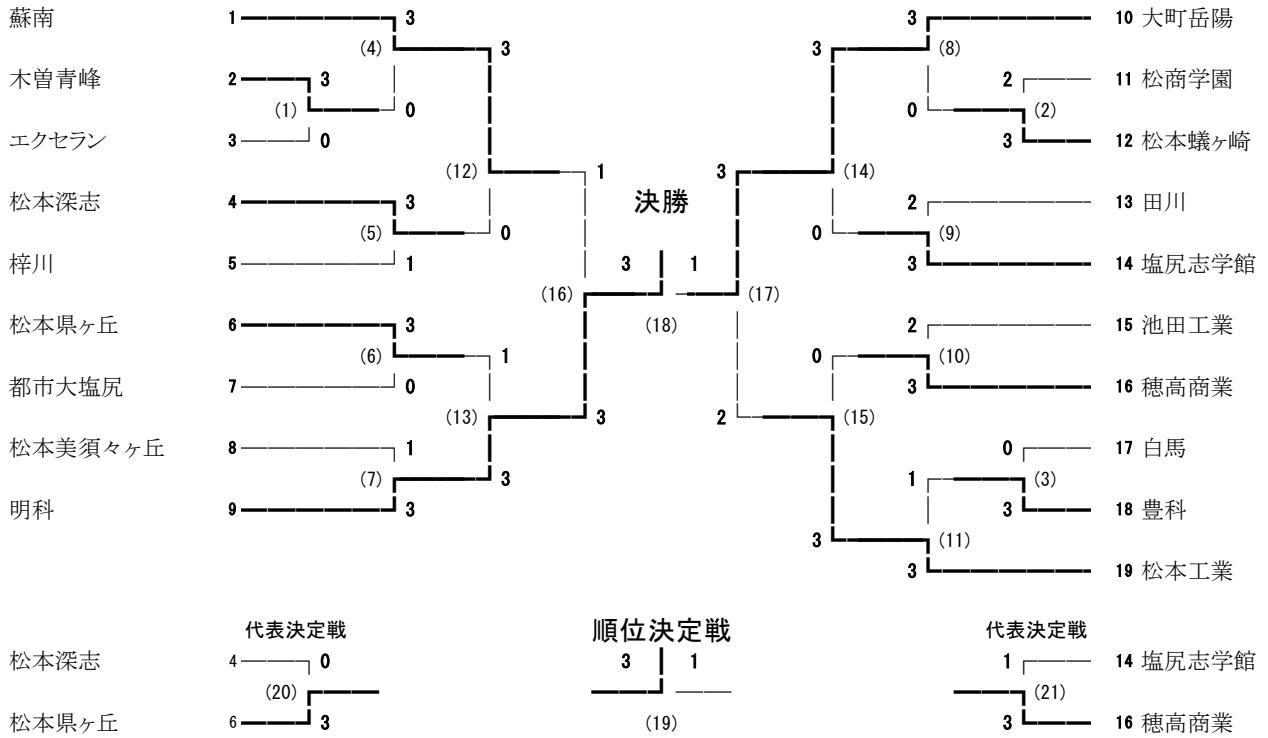 蘇南 1 3 3 10 大町岳陽
(4) 3 3 (8)
木曽青峰 2 3 2 11 松商学園
(1) 0 0 (2)
エクセラン 3 0 3 12 松本蟻ヶ崎
(12) 1 3 (14)
松本深志 4 3 決勝 2 13 田川
(5) 0 0 (9)
梓川 5 1 3 1 3 14 塩尻志学館
(16) (17)
松本県ヶ丘 6 3 (18) 2 15 池田工業
(6) 1 0 (10)
都市大塩尻 7 0 3 16 穂高商業
(13) 3 2 (15)
松本美須々ヶ丘 8 1 0 17 白馬
(7) 3 1 (3)
明科 9 3 3 18 豊科
3 (11)
3 19 松本工業
代表決定戦 順位決定戦 代表決定戦
松本深志 4 0 3 1 1 14 塩尻志学館
(20) (21)
松本県ヶ丘 6 3 (19) 3 16 穂高商業